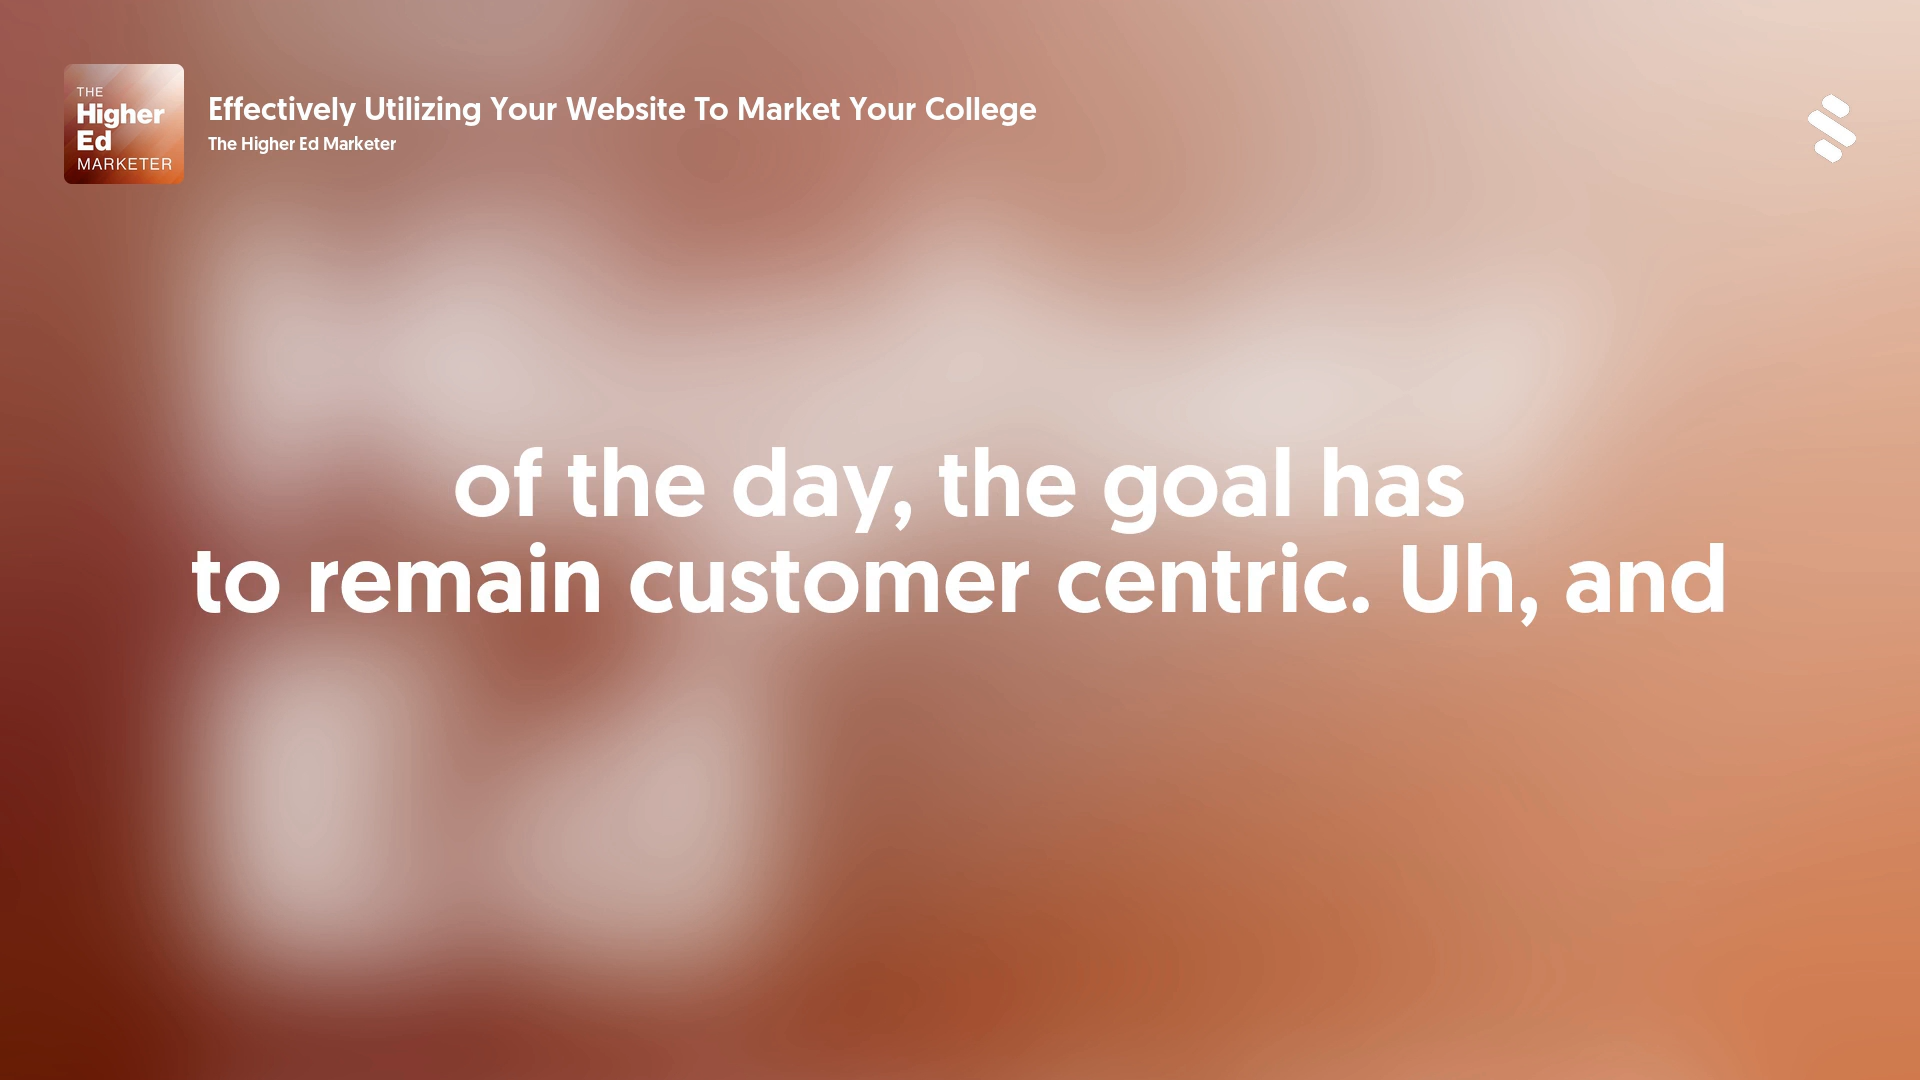 THE
Higher
Ed
MARKETER
Effectively Utilizing Your Website To Market Your College
The Higher Ed Marketer
of the day, the goal has
to remain customer centric. Uh, and